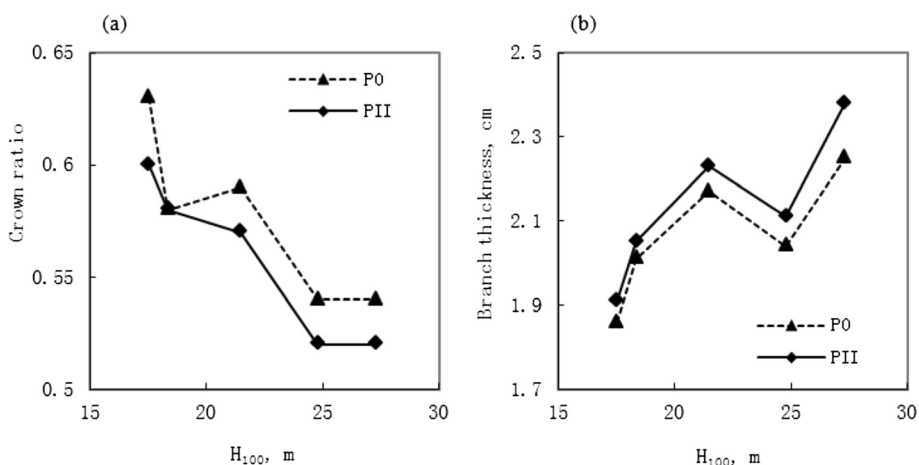 (a)
0.65
0.6
0.55
0.5
Crown ratio
P0
PII
15 20 25 30
H₁₀₀, m
(b)
2.5
2.3
2.1
1.9
1.7
Branch thickness, cm
P0
PII
15 20 25 30
H₁₀₀, m